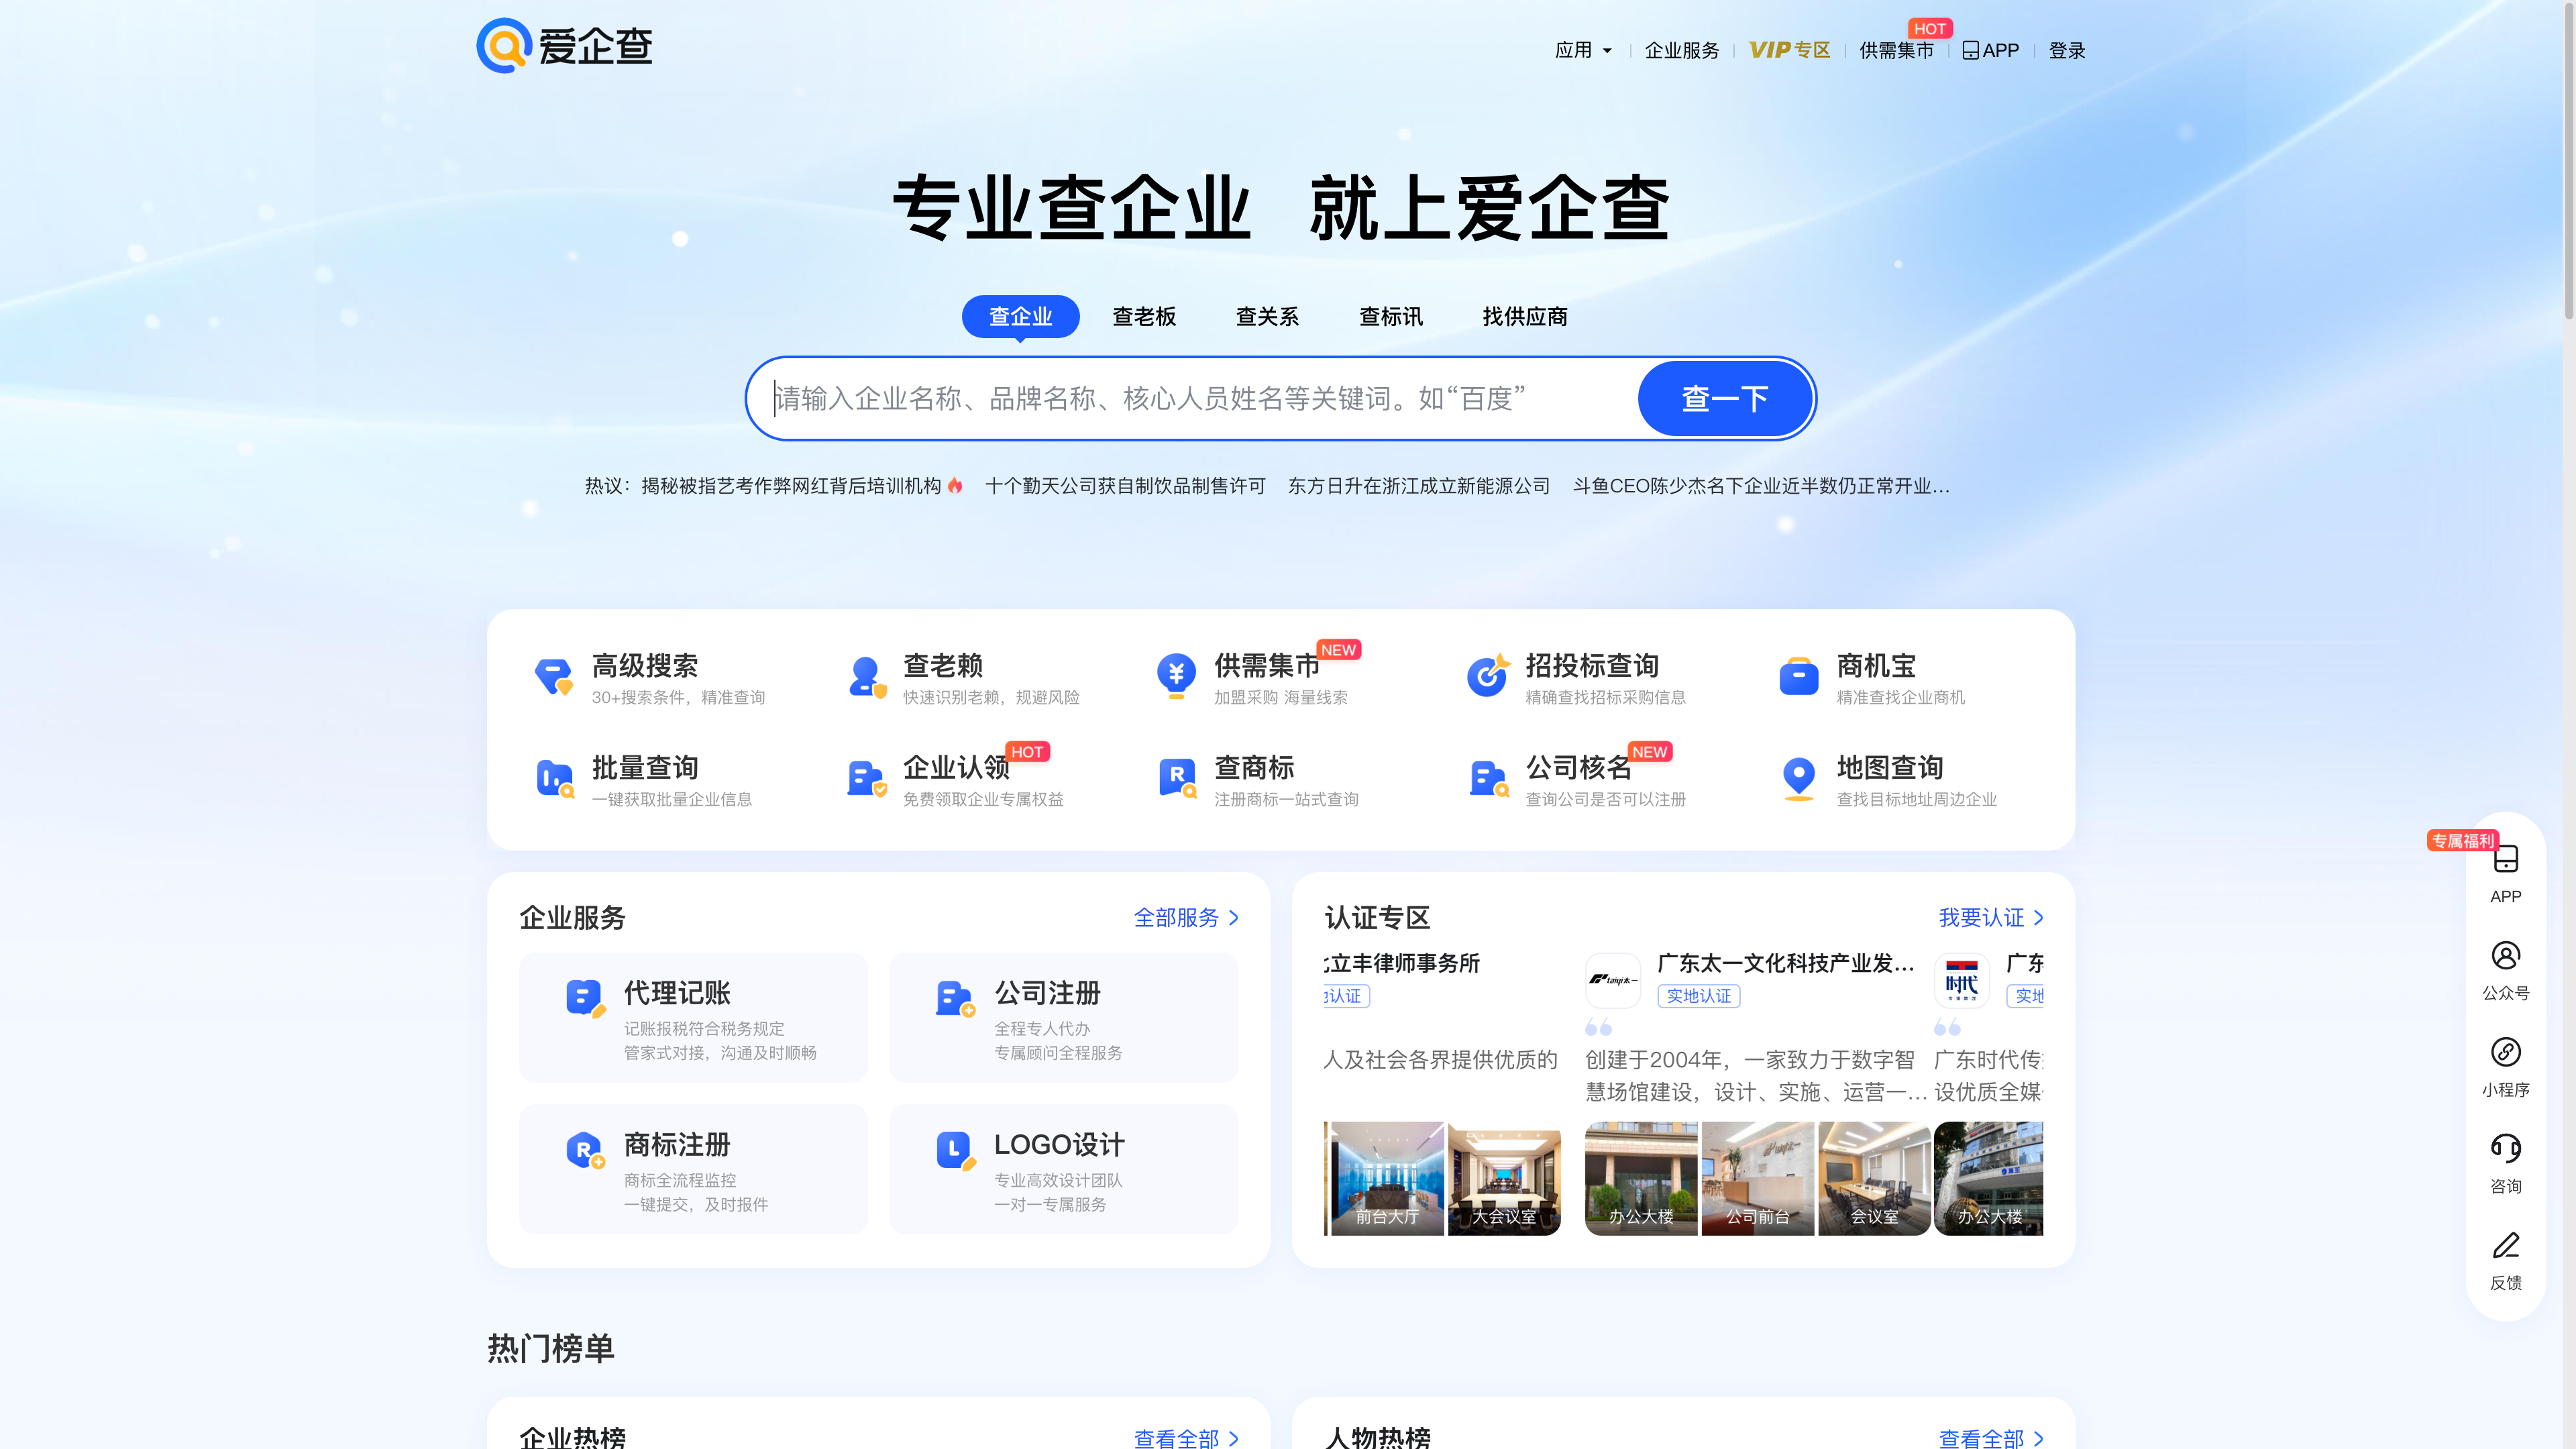 爱企查
应用
企业服务
VIP专区
供需集市
HOT
APP
登录
专业查企业 就上爱企查
查企业
查老板
查关系
查标讯
找供应商
请输入企业名称、品牌名称、核心人员姓名等关键词。如“百度”
查一下
热议：揭秘被指艺考作弊网红背后培训机构 十个勤天公司获自制饮品制售许可 东方日升在浙江成立新能源公司 斗鱼CEO陈少杰名下企业近半数仍正常开业...
高级搜索
30+搜索条件，精准查询
查老赖
快速识别老赖，规避风险
供需集市
NEW
加盟采购 海量线索
招投标查询
精确查找招标采购信息
商机宝
精准查找企业商机
批量查询
一键获取批量企业信息
企业认领
HOT
免费领取企业专属权益
查商标
注册商标一站式查询
公司核名
NEW
查询公司是否可以注册
地图查询
查找目标地址周边企业
企业服务
全部服务
代理记账
记账报税符合税务规定
管家式对接，沟通及时顺畅
公司注册
全程专人代办
专属顾问全程服务
商标注册
商标全流程监控
一键提交，及时报件
LOGO设计
专业高效设计团队
一对一专属服务
认证专区
我要认证
立丰律师事务所
认证
人及社会各界提供优质的
前台大厅
大会议室
taiyi太一
广东太一文化科技产业发...
实地认证
创建于2004年，一家致力于数字智
慧场馆建设，设计、实施、运营一...
办公大楼
公司前台
会议室
时代
广东
实地
广东时代传
设优质全媒
办公大楼
专属福利
APP
公众号
小程序
咨询
反馈
热门榜单
企业热榜
查看全部
人物热榜
查看全部